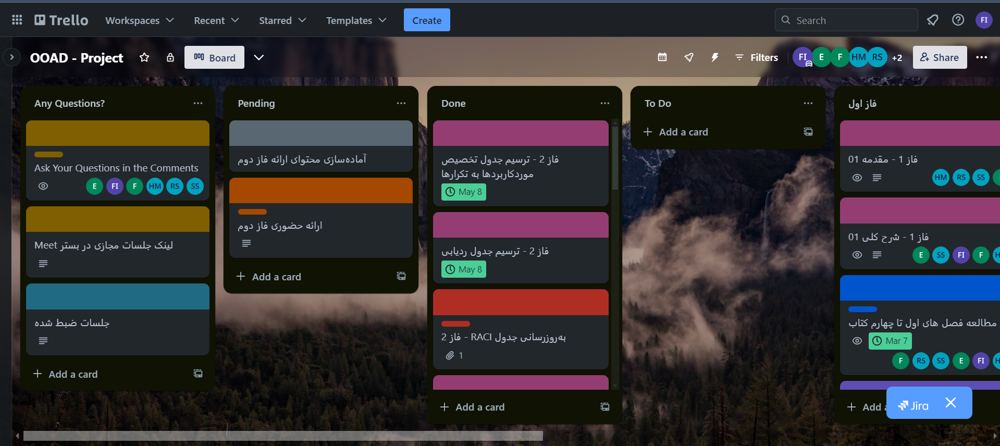 Trello
Workspaces
Recent
Starred
Templates
Create
Search
FI
OOAD - Project
Board
Filters
FI
E
F
HM
RS
+2
Share
Any Questions?
Ask Your Questions in the Comments
E
FI
F
HM
RS
SS
لینک جلسات مجازی در بستر Meet
جلسات ضبط شده
Add a card
Pending
آماده‌سازی محتوای ارائه فاز دوم
ارائه حضوری فاز دوم
Add a card
Done
فاز 2 - ترسیم جدول تخصیص
موردکاربردها به تکرارها
May 8
فاز 2 - ترسیم جدول ردیابی
May 8
به‌روزرسانی جدول RACI - فاز 2
1
Add a card
To Do
Add a card
فاز اول
فاز 1 - مقدمه 01
HM
RS
SS
فاز 1 - شرح کلی 01
E
SS
FI
F
مطالعه فصل های اول تا چهارم کتاب
Mar 7
F
RS
SS
E
FI
Add
Jira